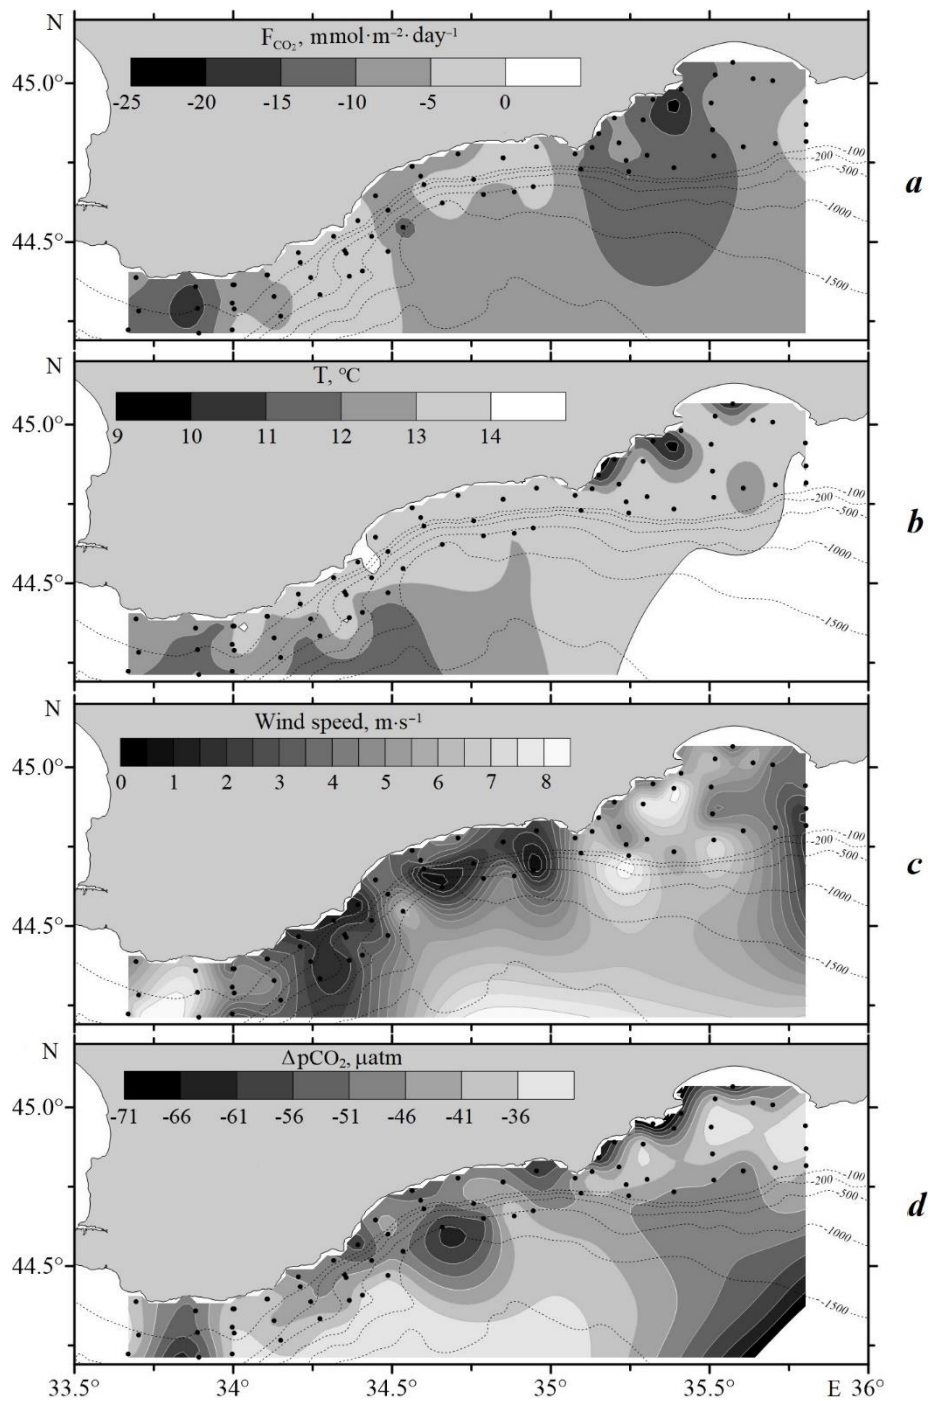 N
F_CO₂, mmol·m⁻²·day⁻¹
-25 -20 -15 -10 -5 0
45.0°
44.5°
-100
-200
-500
-1000
-1500
a
N
T, °C
9 10 11 12 13 14
45.0°
44.5°
-100
-200
-500
-1000
-1500
b
N
Wind speed, m·s⁻¹
0 1 2 3 4 5 6 7 8
45.0°
44.5°
-100
-200
-500
-1000
-1500
c
N
ΔpCO₂, µatm
-71 -66 -61 -56 -51 -46 -41 -36
45.0°
44.5°
-100
-200
-500
-1000
-1500
d
33.5° 34° 34.5° 35° 35.5° E 36°